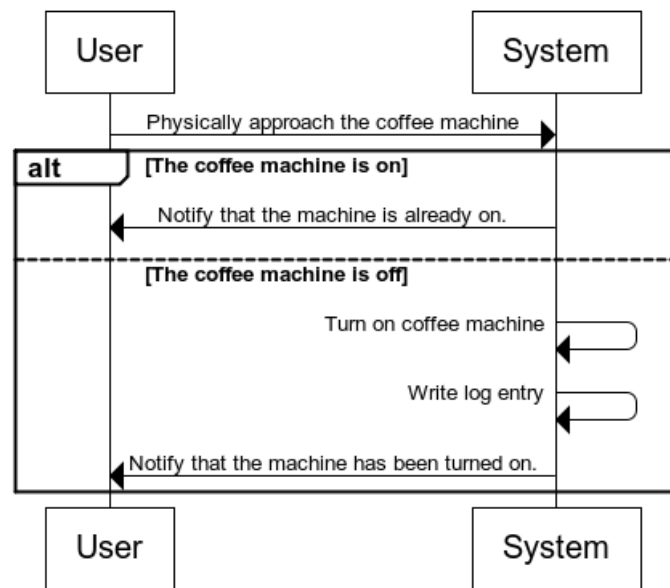 User
System
Physically approach the coffee machine
alt
[The coffee machine is on]
Notify that the machine is already on.
[The coffee machine is off]
Turn on coffee machine
Write log entry
Notify that the machine has been turned on.
User
System